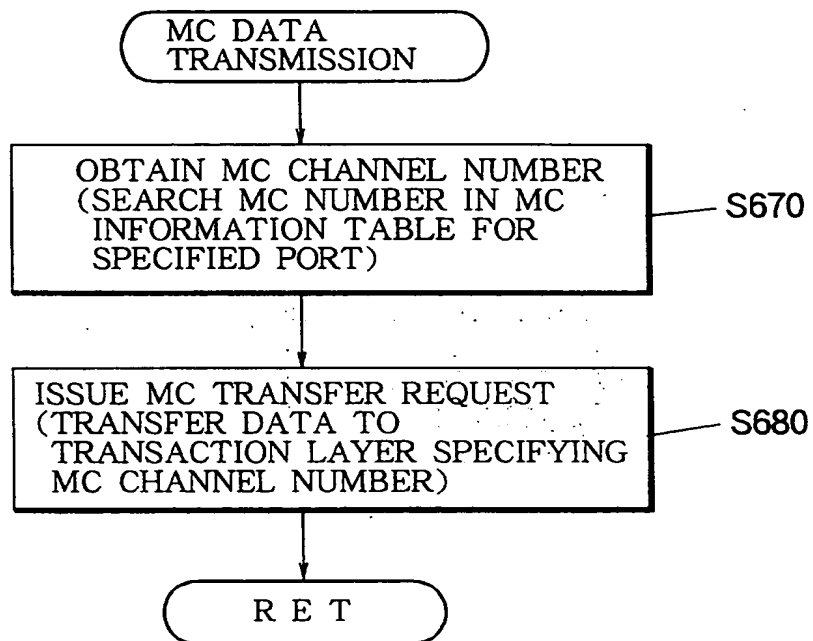 MC DATA
TRANSMISSION
OBTAIN MC CHANNEL NUMBER
(SEARCH MC NUMBER IN MC
INFORMATION TABLE FOR
SPECIFIED PORT)
S670
ISSUE MC TRANSFER REQUEST
(TRANSFER DATA TO
TRANSACTION LAYER SPECIFYING
MC CHANNEL NUMBER)
S680
R E T